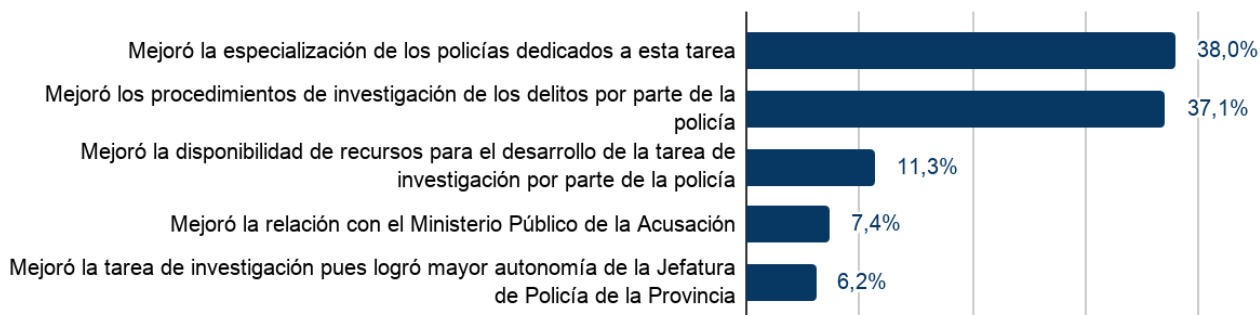 Mejoró la especialización de los policías dedicados a esta tarea
38,0%
Mejoró los procedimientos de investigación de los delitos por parte de la
policía
37,1%
Mejoró la disponibilidad de recursos para el desarrollo de la tarea de
investigación por parte de la policía
11,3%
Mejoró la relación con el Ministerio Público de la Acusación
7,4%
Mejoró la tarea de investigación pues logró mayor autonomía de la Jefatura
de Policía de la Provincia
6,2%